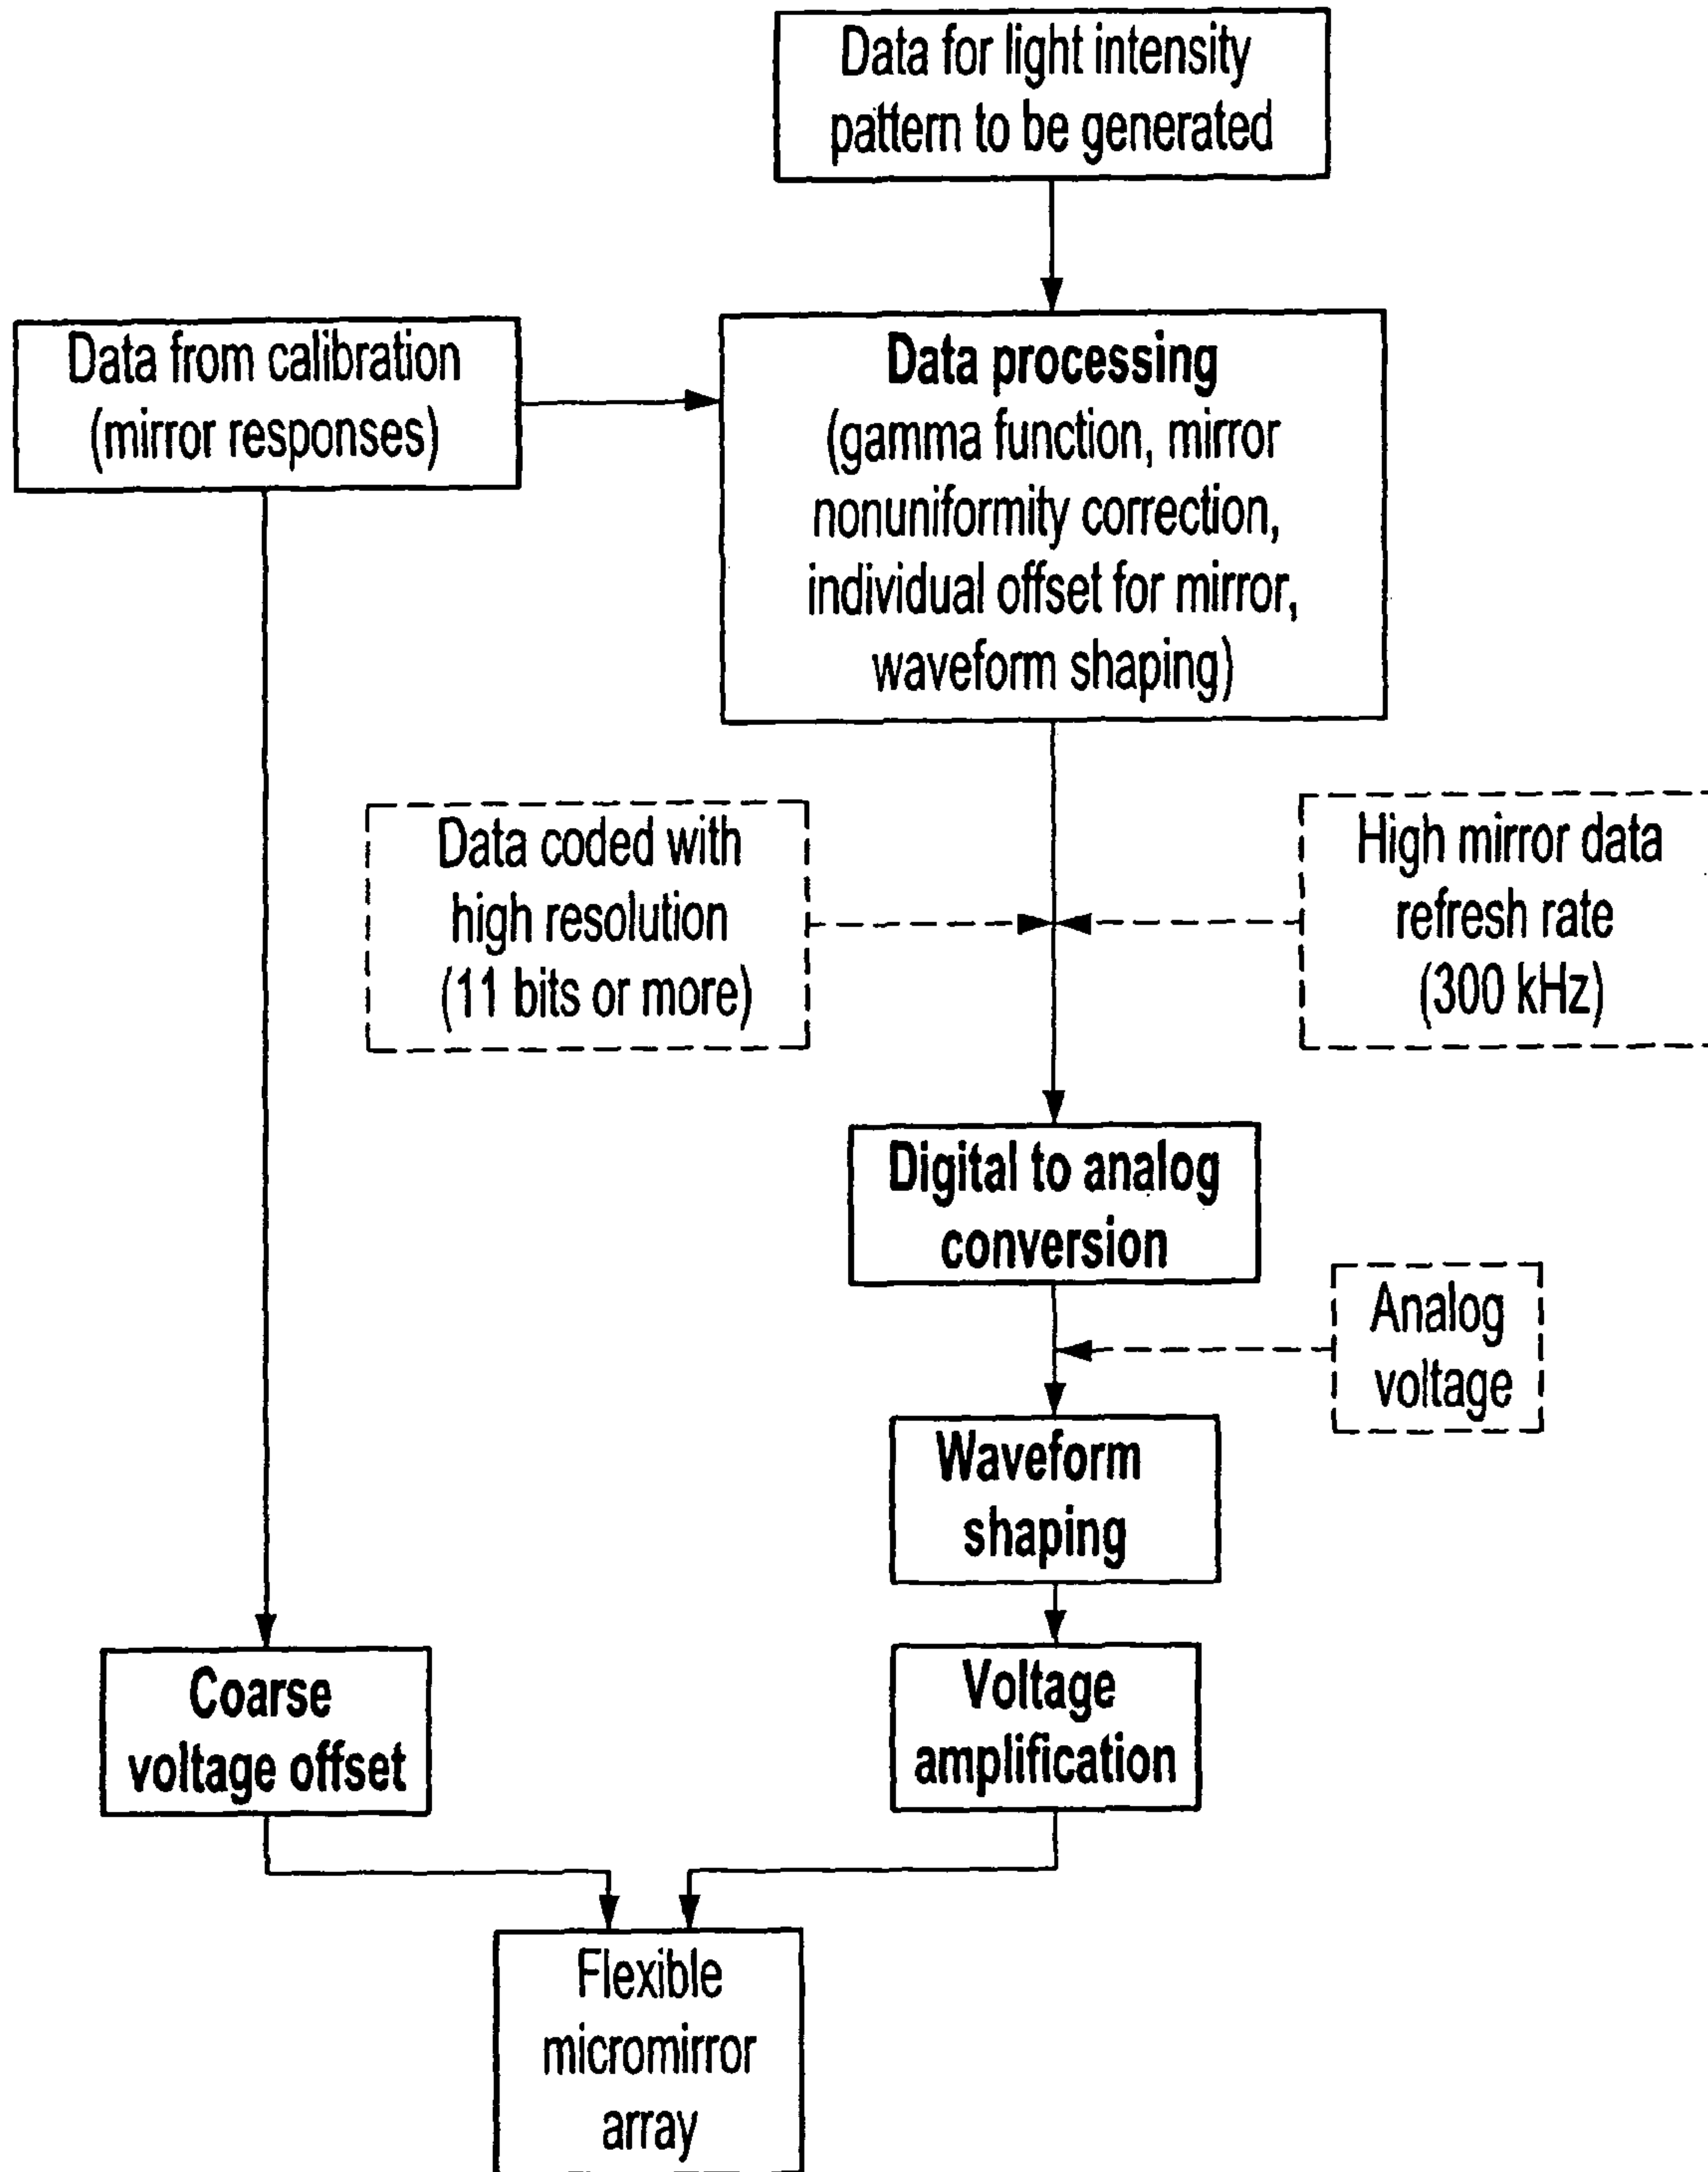 Data for light intensity
pattern to be generated
Data from calibration
(mirror responses)
Data processing
(gamma function, mirror
nonuniformity correction,
individual offset for mirror,
waveform shaping)
Data coded with
high resolution
(11 bits or more)
High mirror data
refresh rate
(300 kHz)
Digital to analog
conversion
Analog
voltage
Waveform
shaping
Coarse
voltage offset
Voltage
amplification
Flexible
micromirror
array